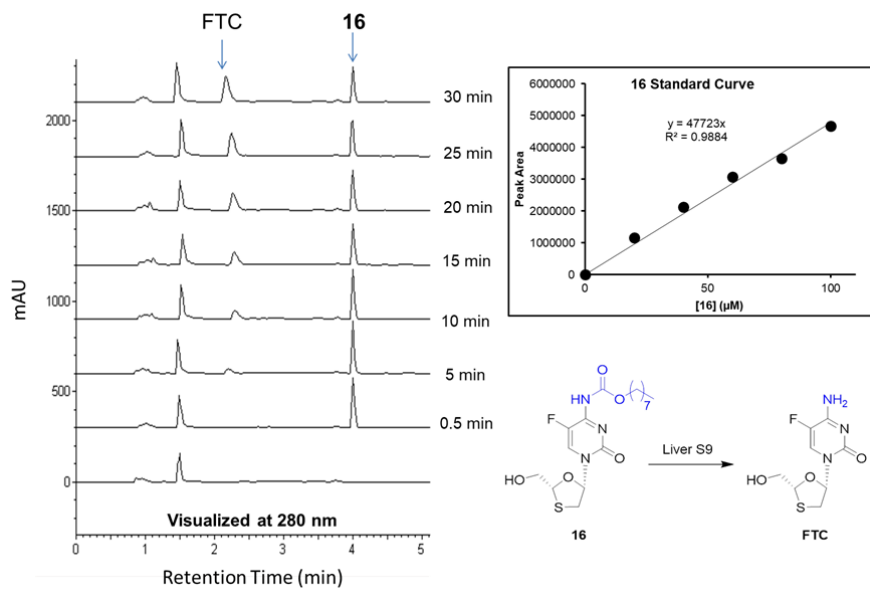 FTC
16
30 min
25 min
20 min
15 min
10 min
5 min
0.5 min
2000
1500
1000
500
0
mAU
Visualized at 280 nm
0 1 2 3 4 5
Retention Time (min)
16 Standard Curve
y = 47723x
R² = 0.9884
6000000
5000000
4000000
3000000
2000000
1000000
0
Peak Area
0 50 100
[16] (µM)
O
HN O ( )7
F N
N O
HO O
S
16
Liver S9
NH2
F N
N O
HO O
S
FTC